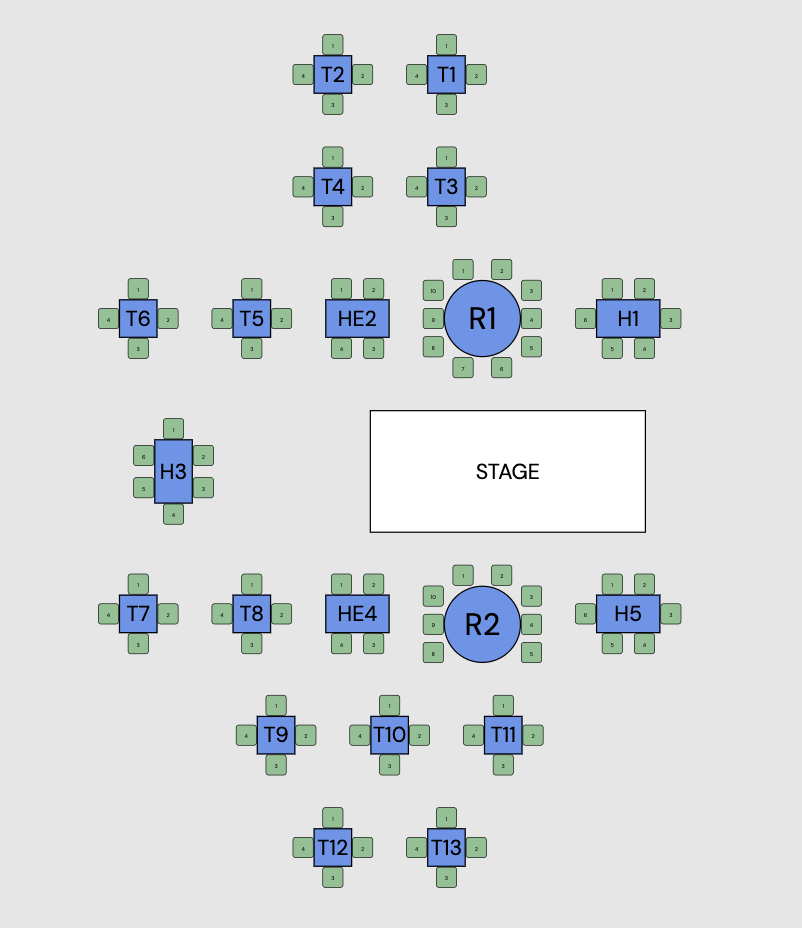 1 1
4 T2 2 4 T1 2
3 3
1 1
4 T4 2 4 T3 2
3 3
1 2
1 1 1 2 10 3 1 2
4 T6 2 4 T5 2 HE2 9 R1 4 6 H1 3
3 3 4 3 8 5 5 4
7 6
1
6 2
H3 STAGE
5 3
4
1 2
1 1 1 2 10 3 1 2
4 T7 2 4 T8 2 HE4 9 R2 4 6 H5 3
3 3 4 3 8 5 5 4
1 1 1
4 T9 2 4 T10 2 4 T11 2
3 3 3
1 1
4 T12 2 4 T13 2
3 3